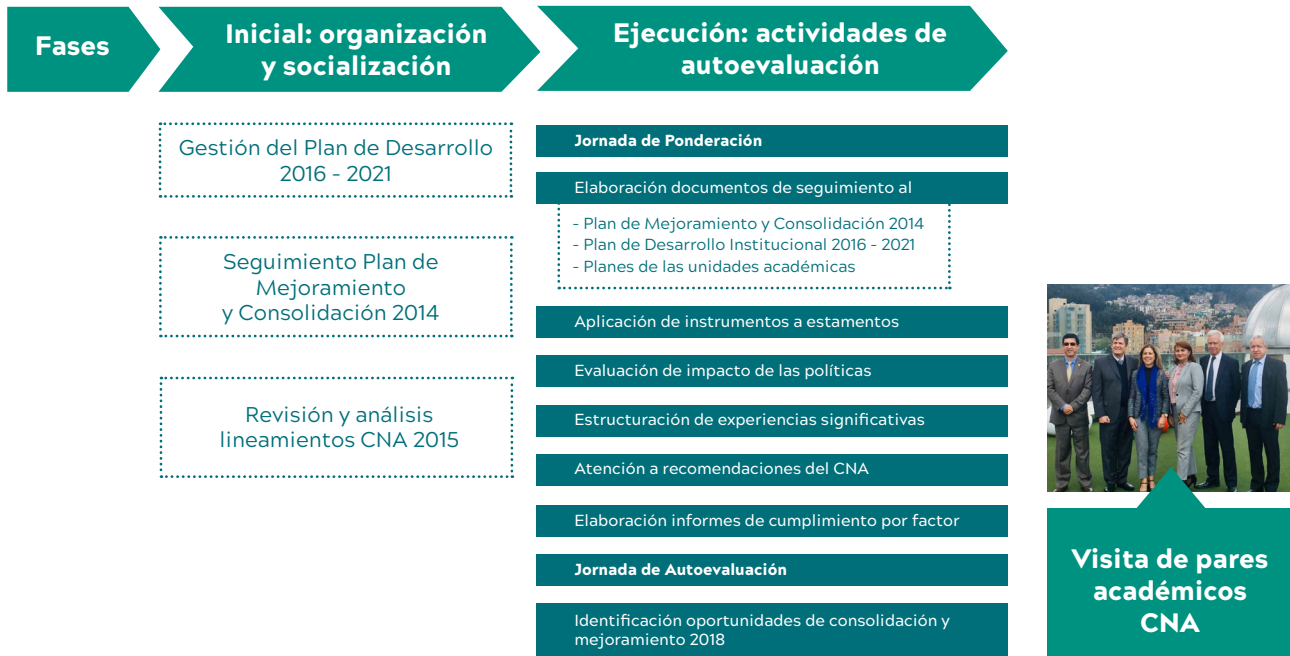 Fases
Inicial: organización
y socialización
Ejecución: actividades de
autoevaluación
Gestión del Plan de Desarrollo
2016 - 2021
Seguimiento Plan de
Mejoramiento
y Consolidación 2014
Revisión y análisis
lineamientos CNA 2015
Jornada de Ponderación
Elaboración documentos de seguimiento al
- Plan de Mejoramiento y Consolidación 2014
- Plan de Desarrollo Institucional 2016 - 2021
- Planes de las unidades académicas
Aplicación de instrumentos a estamentos
Evaluación de impacto de las políticas
Estructuración de experiencias significativas
Atención a recomendaciones del CNA
Elaboración informes de cumplimiento por factor
Jornada de Autoevaluación
Identificación oportunidades de consolidación y
mejoramiento 2018
Visita de pares
académicos
CNA